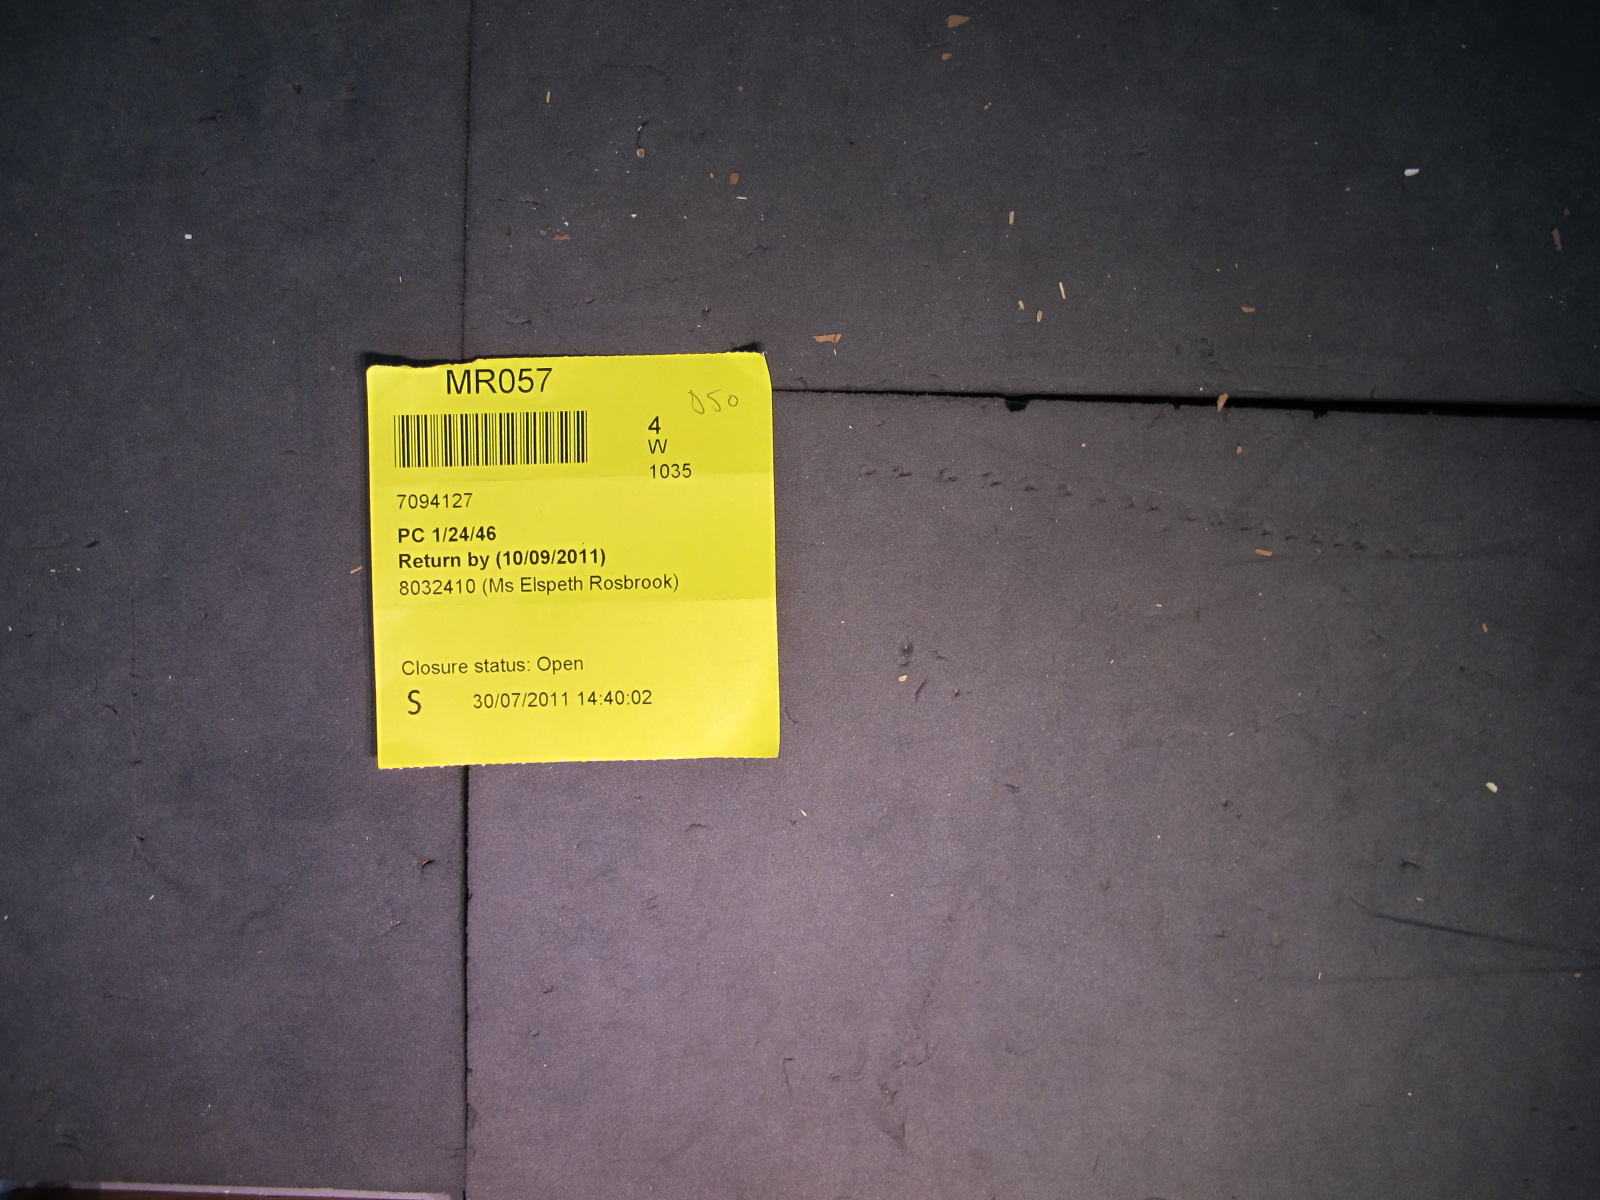 MR057
D50
4
W
1035
7094127
PC 1/24/46
Return by (10/09/2011)
8032410 (Ms Elspeth Rosbrook)
Closure status: Open
S 30/07/2011 14:40:02